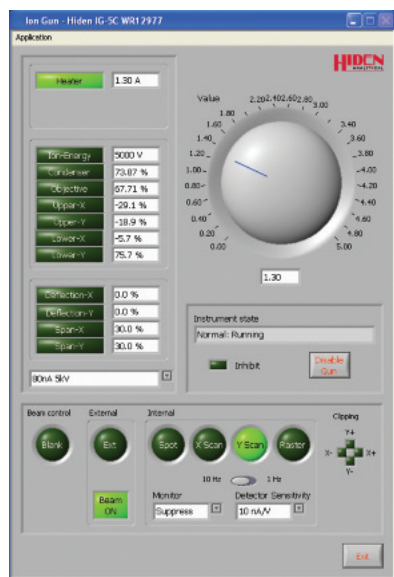 Ion Gun - Hiden IG-5C WR12977
Application
HIDEN
ANALYTICAL
Heater 1.30 A
Value
0.00 0.20 0.40 0.60 0.80 1.00 1.20 1.40 1.60 1.80 2.20 2.40 2.60 2.80 3.00 3.40 3.60 3.80 4.00 4.20 4.40 4.60 4.80 5.00
1.30
Ion-Energy 5000 V
Condenser 73.87 %
Objective 67.71 %
Upper-X -29.1 %
Upper-Y -18.9 %
Lower-X -5.7 %
Lower-Y 75.7 %
Deflection-X 0.0 %
Deflection-Y 0.0 %
Span-X 30.0 %
Span-Y 30.0 %
80nA 5kV
Instrument state
Normal: Running
Inhibit
Disable
Gun
Beam control External Internal Clipping
Blank Ext Spot X Scan Y Scan Raster
Y+
X- X+
Y-
10 Hz 1 Hz
Beam
ON
Monitor Detector Sensitivity
Suppress 10 nA/V
Exit